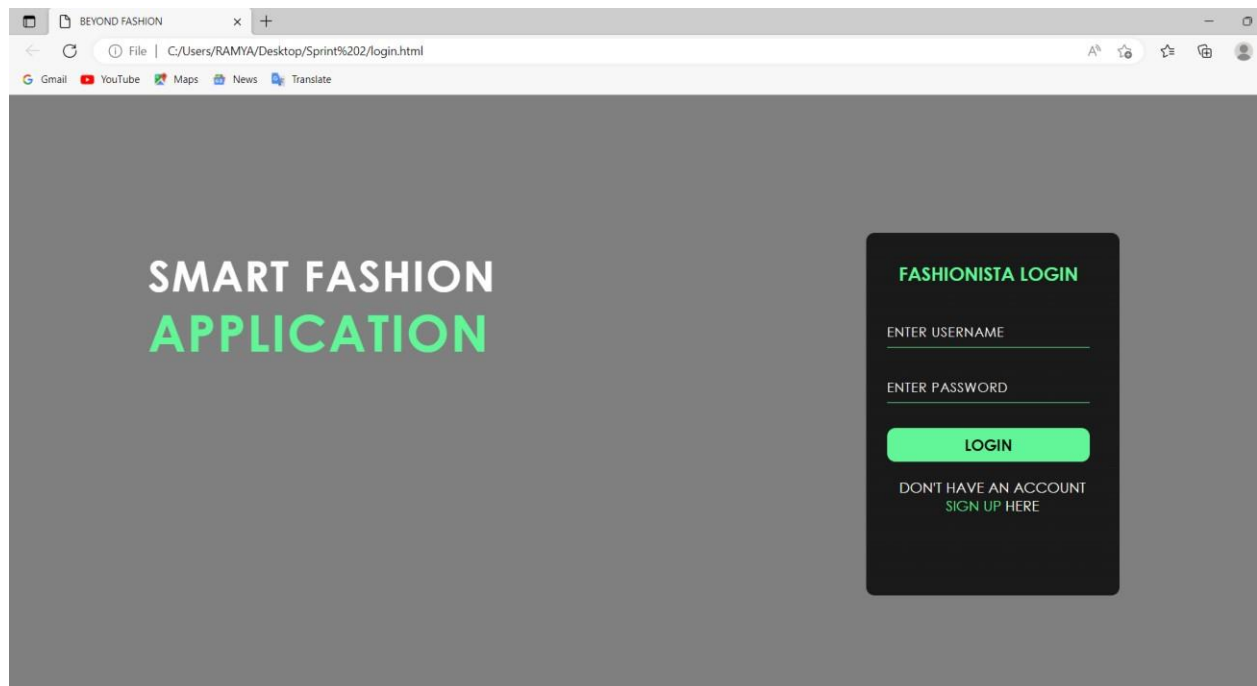 BEYOND FASHION
File | C:/Users/RAMYA/Desktop/Sprint%202/login.html
Gmail YouTube Maps News Translate
SMART FASHION
APPLICATION
FASHIONISTA LOGIN
ENTER USERNAME
ENTER PASSWORD
LOGIN
DON'T HAVE AN ACCOUNT
SIGN UP HERE